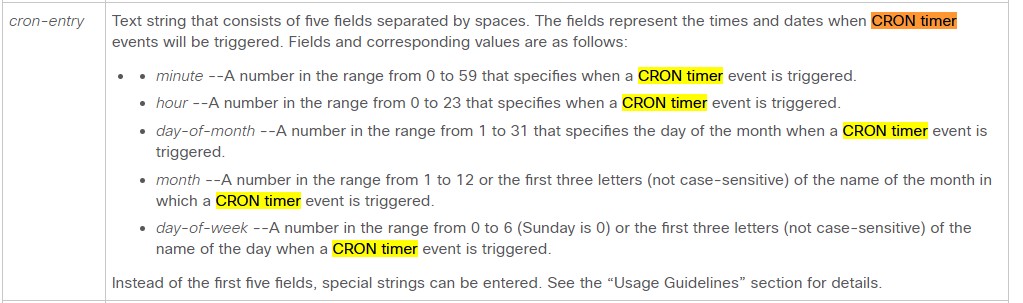 cron-entry Text string that consists of five fields separated by spaces. The fields represent the times and dates when CRON timer
events will be triggered. Fields and corresponding values are as follows:
• • minute --A number in the range from 0 to 59 that specifies when a CRON timer event is triggered.
• hour --A number in the range from 0 to 23 that specifies when a CRON timer event is triggered.
• day-of-month --A number in the range from 1 to 31 that specifies the day of the month when a CRON timer event is
triggered.
• month --A number in the range from 1 to 12 or the first three letters (not case-sensitive) of the name of the month in
which a CRON timer event is triggered.
• day-of-week --A number in the range from 0 to 6 (Sunday is 0) or the first three letters (not case-sensitive) of the
name of the day when a CRON timer event is triggered.
Instead of the first five fields, special strings can be entered. See the “Usage Guidelines” section for details.